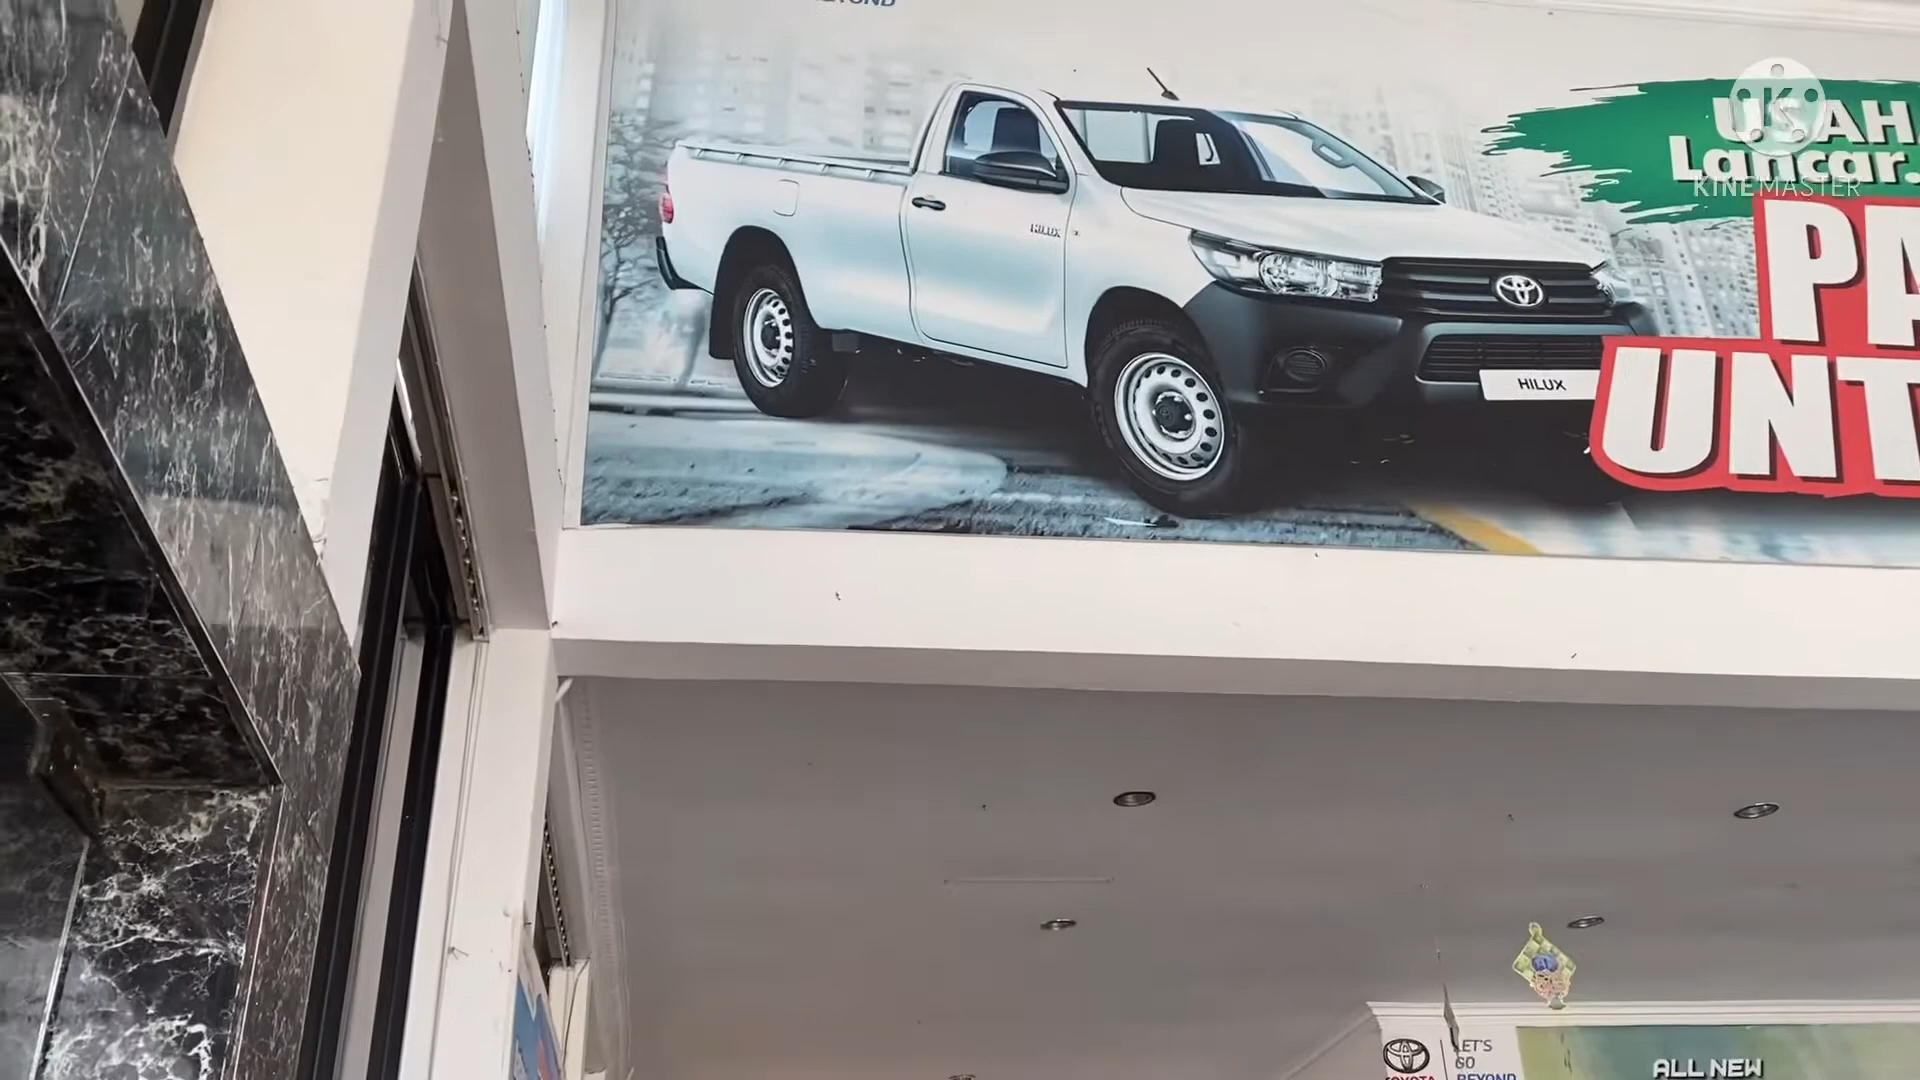 BEYOND
USAH
Lancar.
KINEMASTER
PA
UNT
HILUX
HILUX
LET'S
GO
BEYOND
TOYOTA
ALL NEW